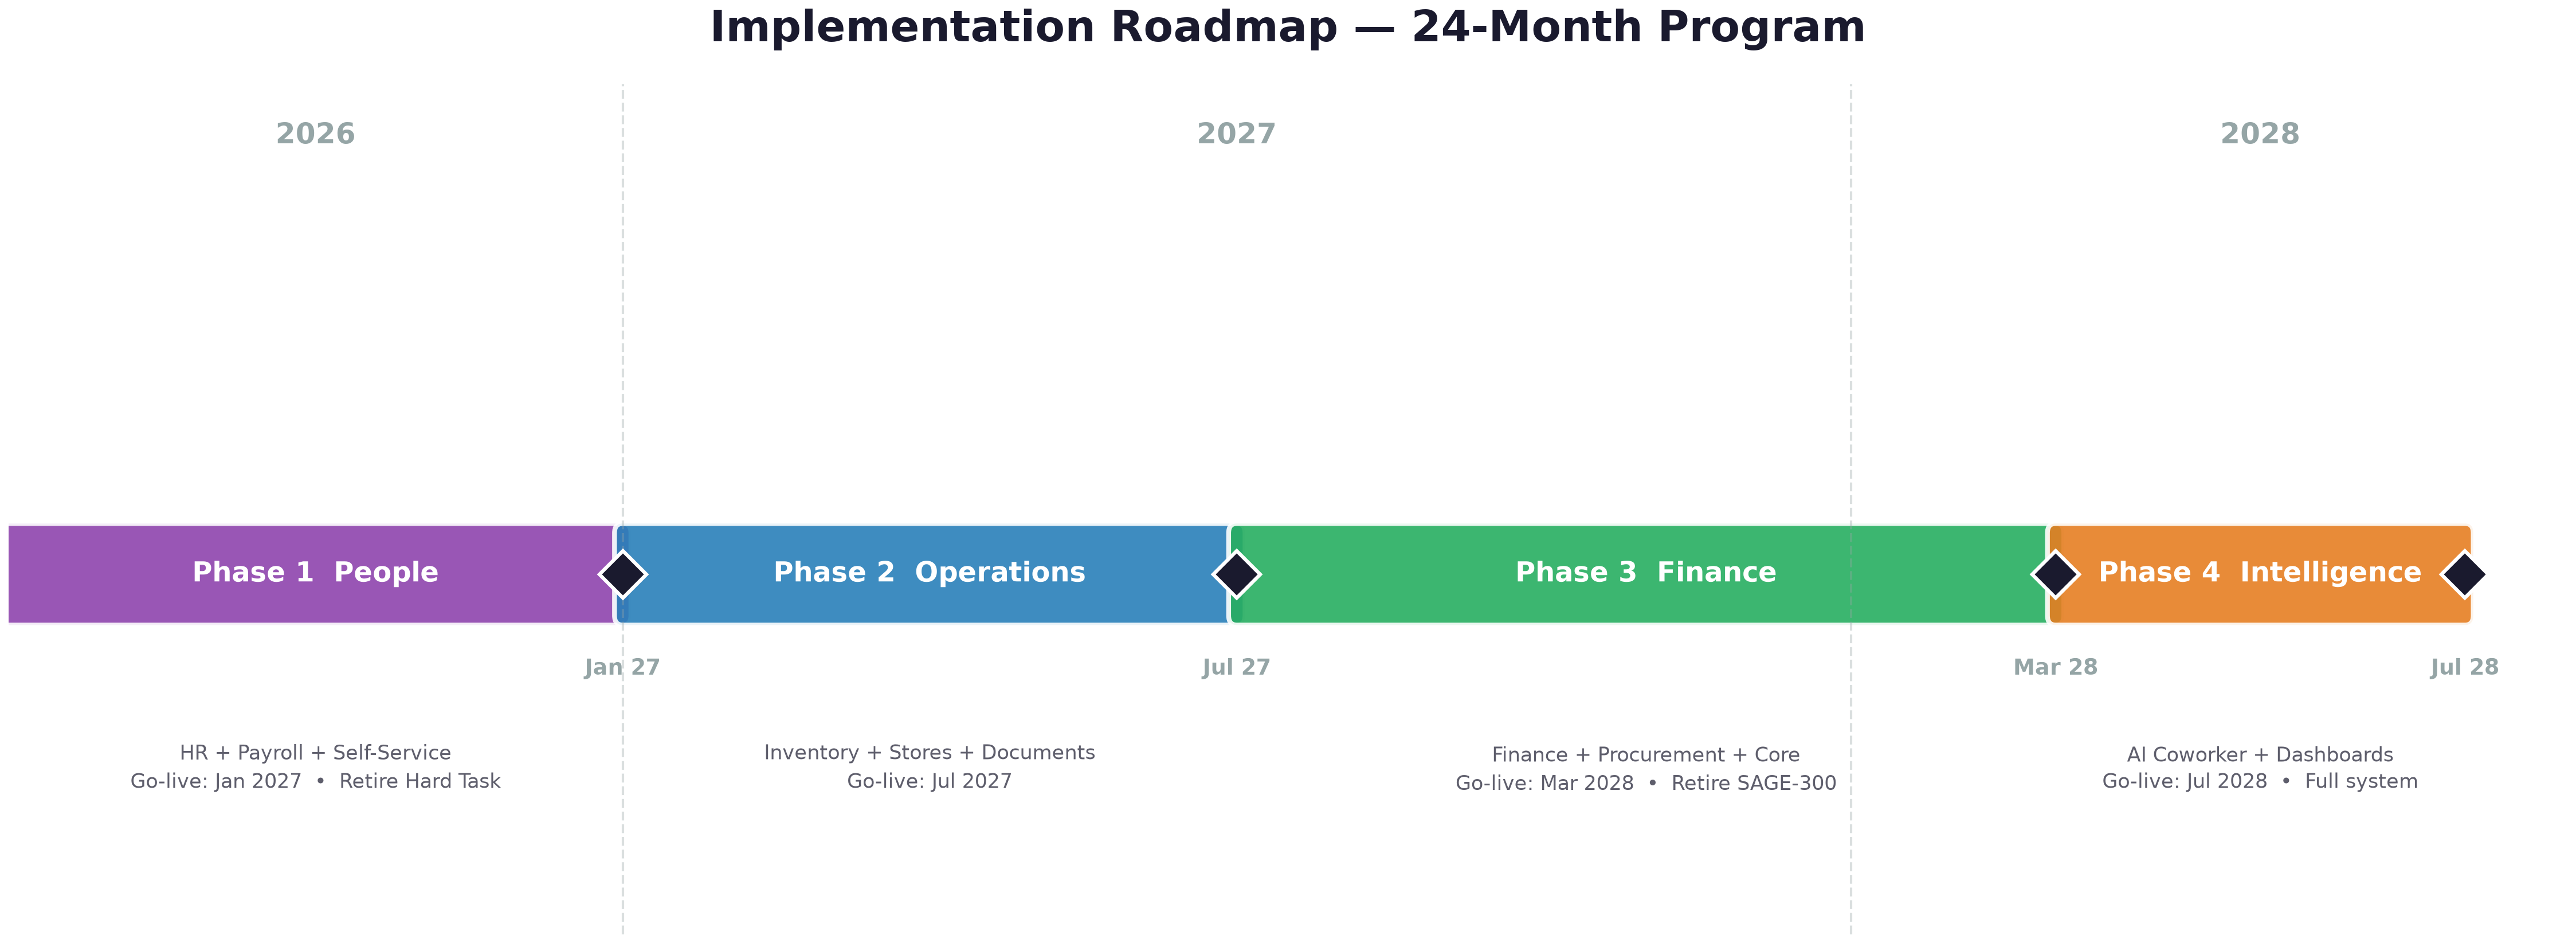 Implementation Roadmap — 24-Month Program
2026
2027
2028
Phase 1  People
Phase 2  Operations
Phase 3  Finance
Phase 4  Intelligence
Jan 27
Jul 27
Mar 28
Jul 28
HR + Payroll + Self-Service
Go-live: Jan 2027  •  Retire Hard Task
Inventory + Stores + Documents
Go-live: Jul 2027
Finance + Procurement + Core
Go-live: Mar 2028  •  Retire SAGE-300
AI Coworker + Dashboards
Go-live: Jul 2028  •  Full system